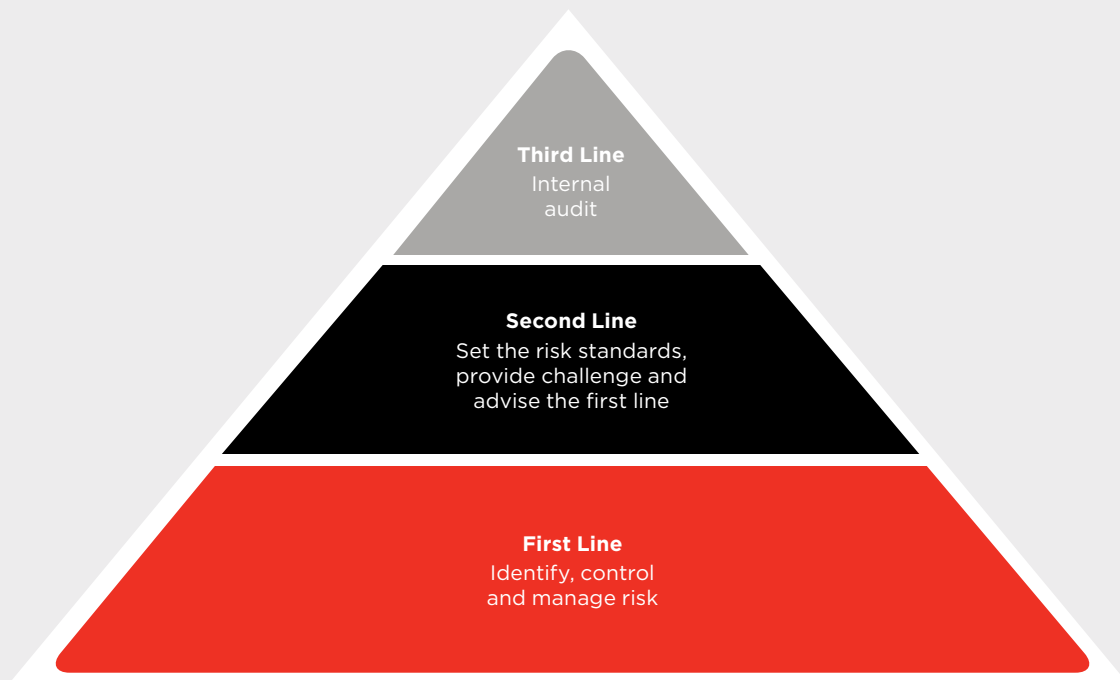 Third Line
Internal
audit
Second Line
Set the risk standards,
provide challenge and
advise the first line
First Line
Identify, control
and manage risk